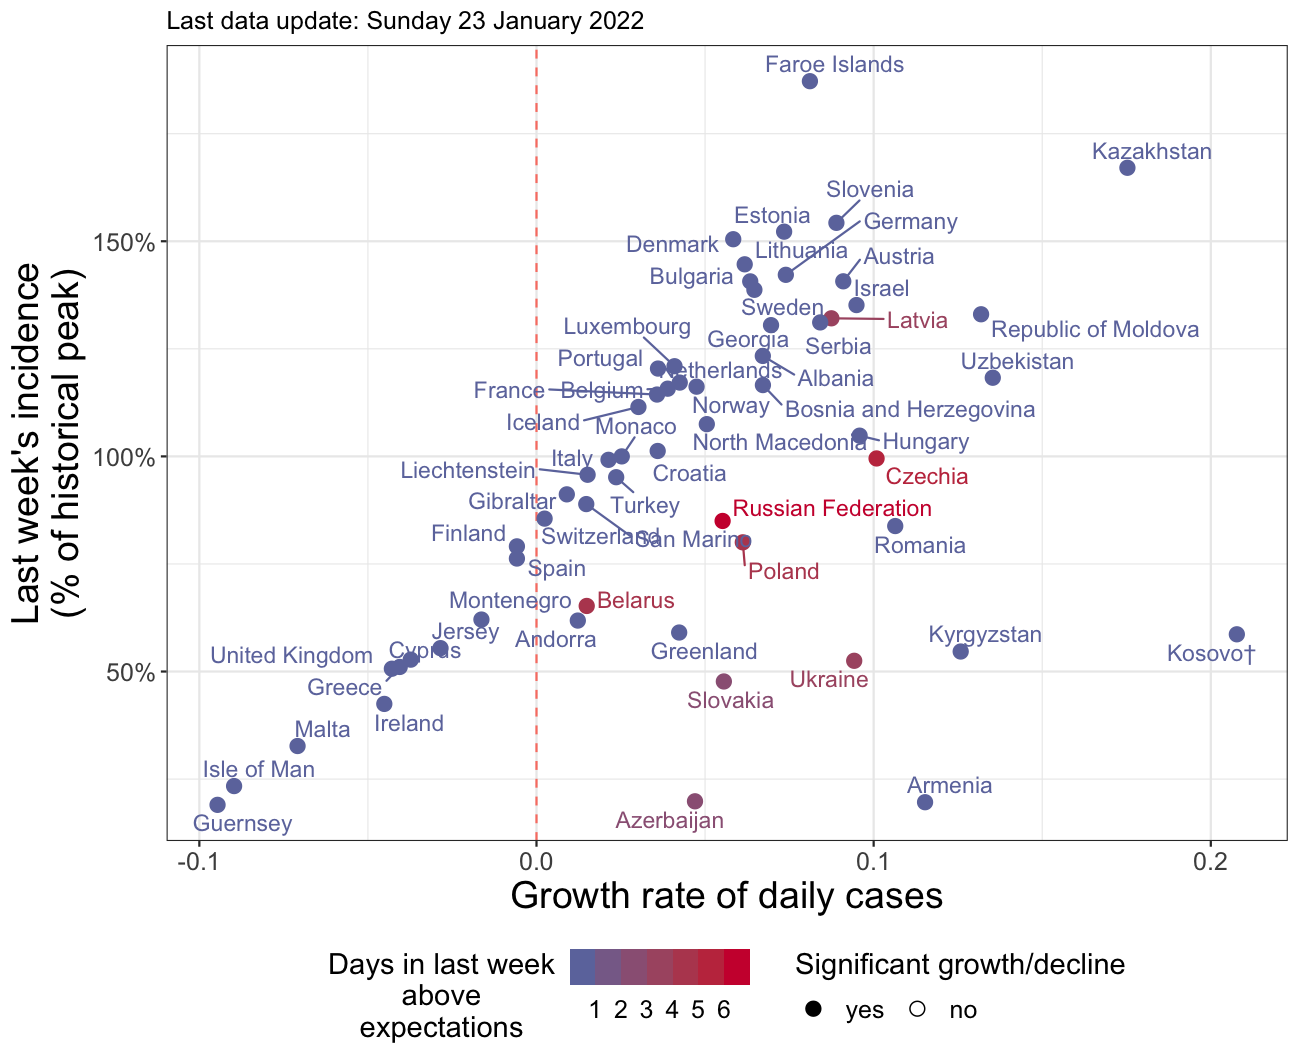 Last data update: Sunday 23 January 2022
Faroe Islands
Kazakhstan
Slovenia
Estonia
Germany
Denmark
Lithuania
Austria
Bulgaria
Israel
Sweden
Latvia
Luxembourg
Republic of Moldova
Georgia
Serbia
Portugal
Uzbekistan
Netherlands
Albania
France
Belgium
Norway
Bosnia and Herzegovina
Iceland
Monaco
North Macedonia
Hungary
Italy
Liechtenstein
Croatia
Czechia
Gibraltar
Turkey
Russian Federation
Finland
Switzerland
San Marino
Romania
Spain
Poland
Montenegro
Belarus
Jersey
Andorra
Kyrgyzstan
Cyprus
United Kingdom
Greenland
Kosovo†
Greece
Ukraine
Slovakia
Ireland
Malta
Isle of Man
Armenia
Guernsey
Azerbaijan
150%
100%
50%
Last week's incidence
(% of historical peak)
-0.1
0.0
0.1
0.2
Growth rate of daily cases
Days in last week
above
expectations
1 2 3 4 5 6
Significant growth/decline
yes
no